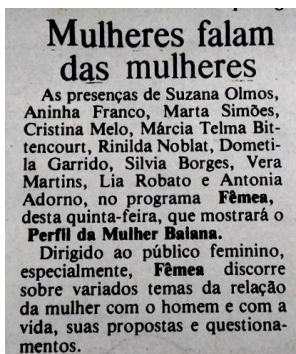 Mulheres falam
das mulheres
As presenças de Suzana Olmos,
Aninha Franco, Marta Simões,
Cristina Melo, Márcia Telma Bit-
tencourt, Rinilda Noblat, Dometi-
la Garrido, Silvia Borges, Vera
Martins, Lia Robato e Antonia
Adorno, no programa Fêmea,
desta quinta-feira, que mostrará o
Perfil da Mulher Baiana.
Dirigido ao público feminino,
especialmente, Fêmea discorre
sobre variados temas da relação
da mulher com o homem e com a
vida, suas propostas e questiona-
mentos.